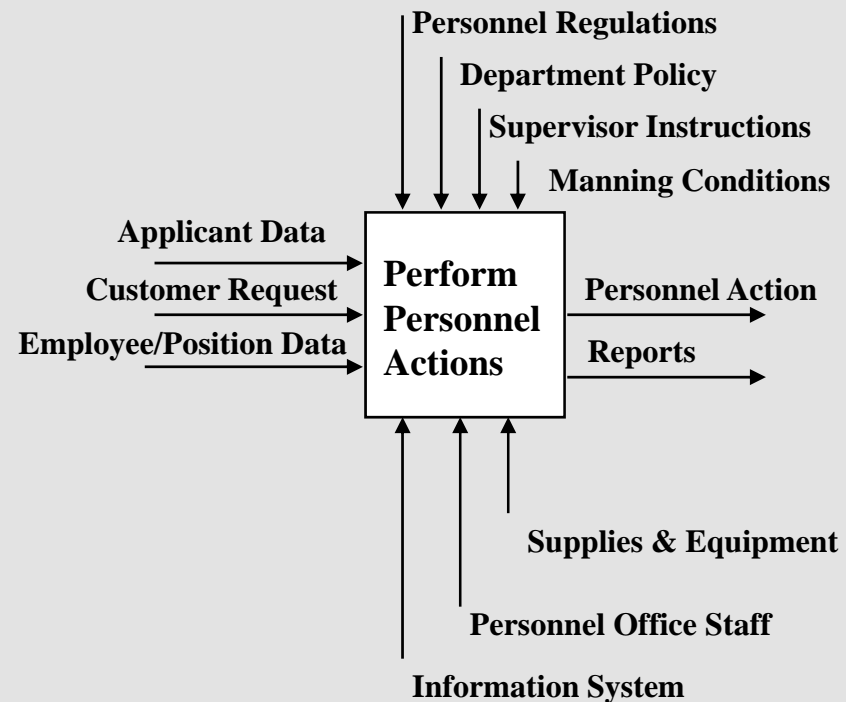 Personnel Regulations
Department Policy
Supervisor Instructions
Manning Conditions
Applicant Data
Customer Request
Employee/Position Data
Perform
Personnel
Actions
Personnel Action
Reports
Supplies & Equipment
Personnel Office Staff
Information System